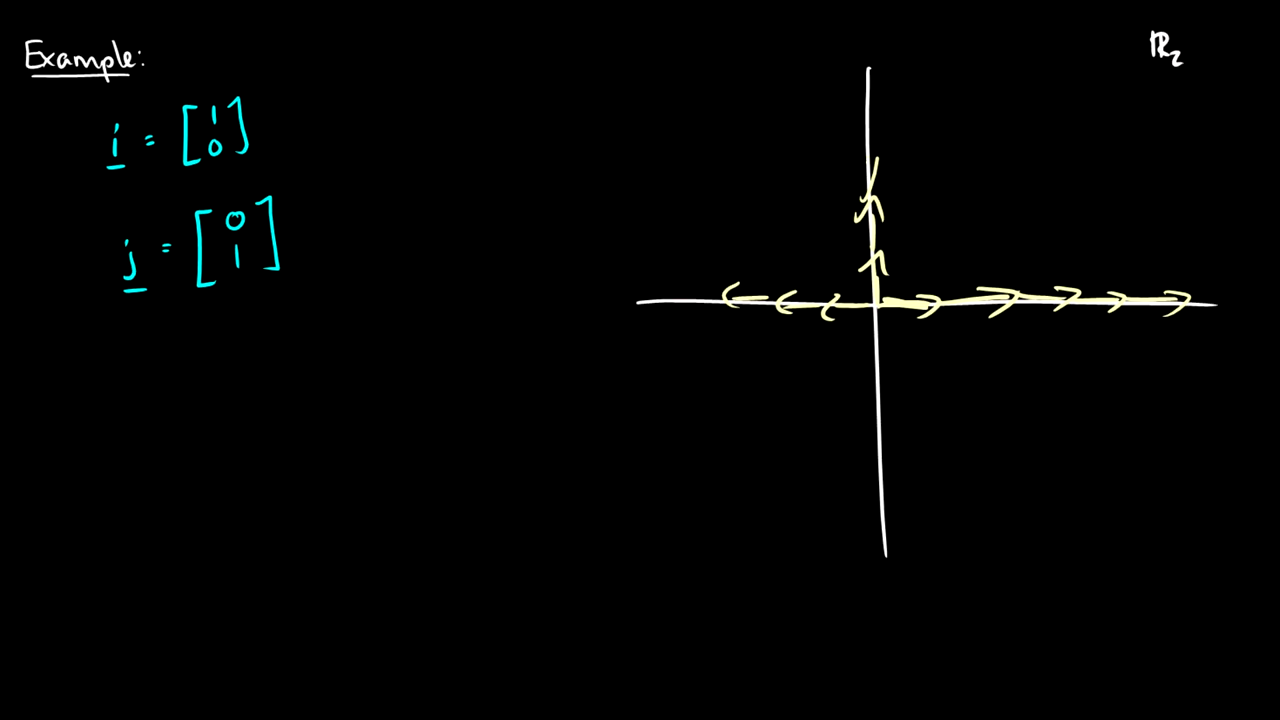 Example:
ℝ₂
i = [1 0]
j = [0 1]